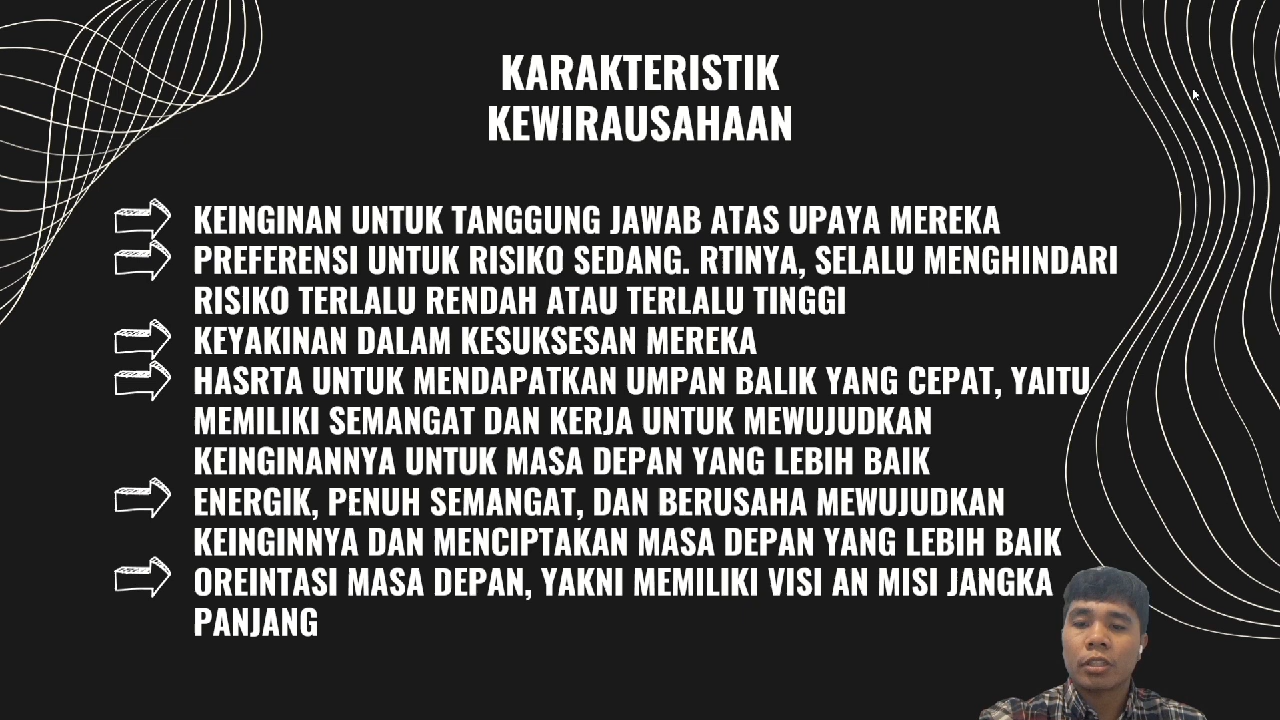 KARAKTERISTIK
KEWIRAUSAHAAN
KEINGINAN UNTUK TANGGUNG JAWAB ATAS UPAYA MEREKA
PREFERENSI UNTUK RISIKO SEDANG. RTINYA, SELALU MENGHINDARI
RISIKO TERLALU RENDAH ATAU TERLALU TINGGI
KEYAKINAN DALAM KESUKSESAN MEREKA
HASRTA UNTUK MENDAPATKAN UMPAN BALIK YANG CEPAT, YAITU
MEMILIKI SEMANGAT DAN KERJA UNTUK MEWUJUDKAN
KEINGINANNYA UNTUK MASA DEPAN YANG LEBIH BAIK
ENERGIK, PENUH SEMANGAT, DAN BERUSAHA MEWUJUDKAN
KEINGINNYA DAN MENCIPTAKAN MASA DEPAN YANG LEBIH BAIK
OREINTASI MASA DEPAN, YAKNI MEMILIKI VISI AN MISI JANGKA
PANJANG